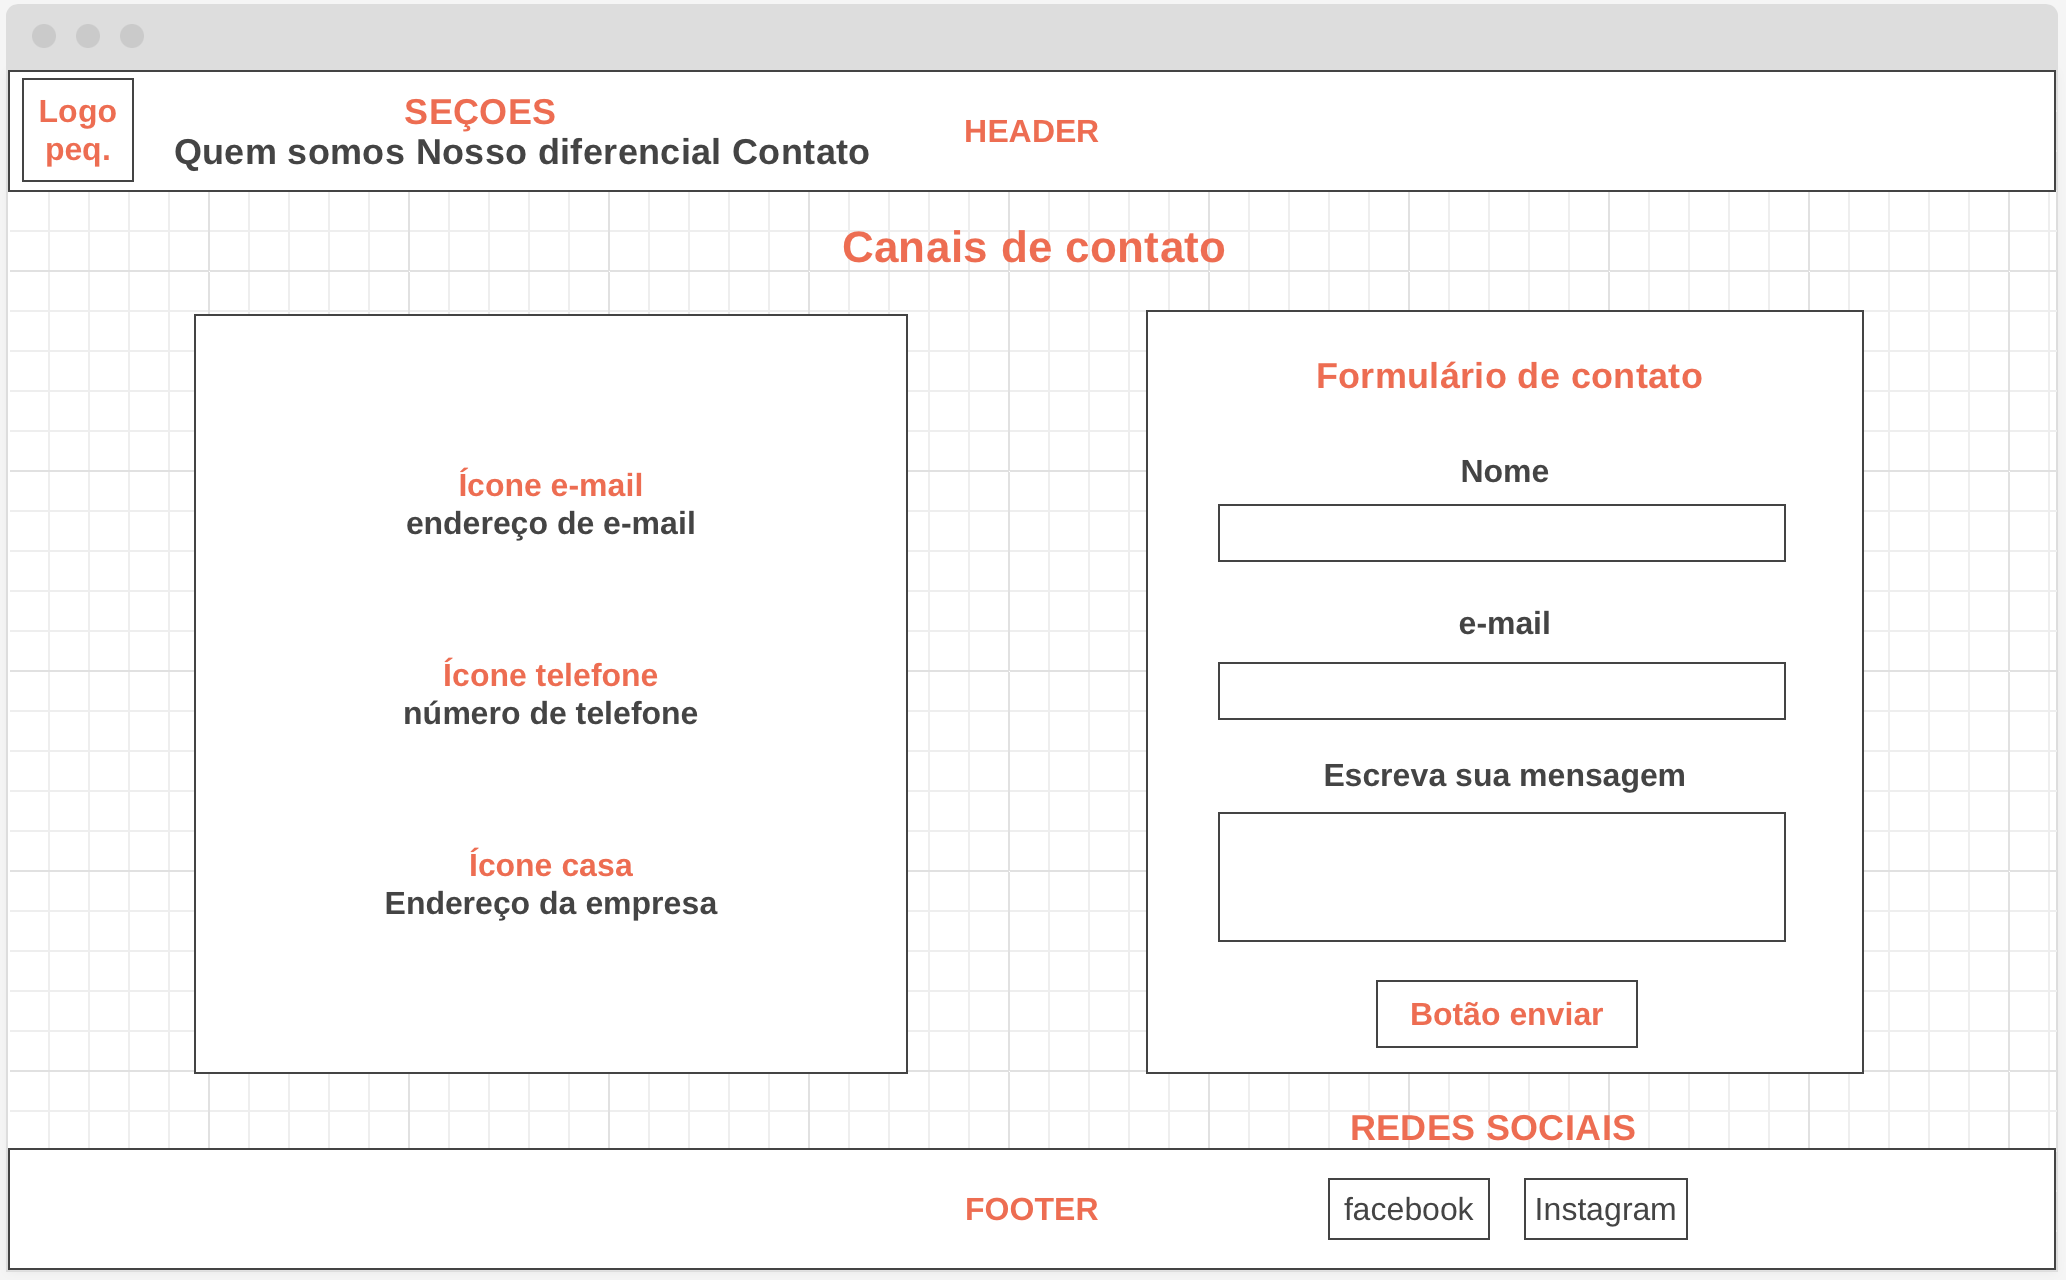 Logo
peq.
SEÇOES
Quem somos Nosso diferencial Contato
HEADER
Canais de contato
Ícone e-mail
endereço de e-mail
Ícone telefone
número de telefone
Ícone casa
Endereço da empresa
Formulário de contato
Nome
e-mail
Escreva sua mensagem
Botão enviar
REDES SOCIAIS
FOOTER
facebook
Instagram